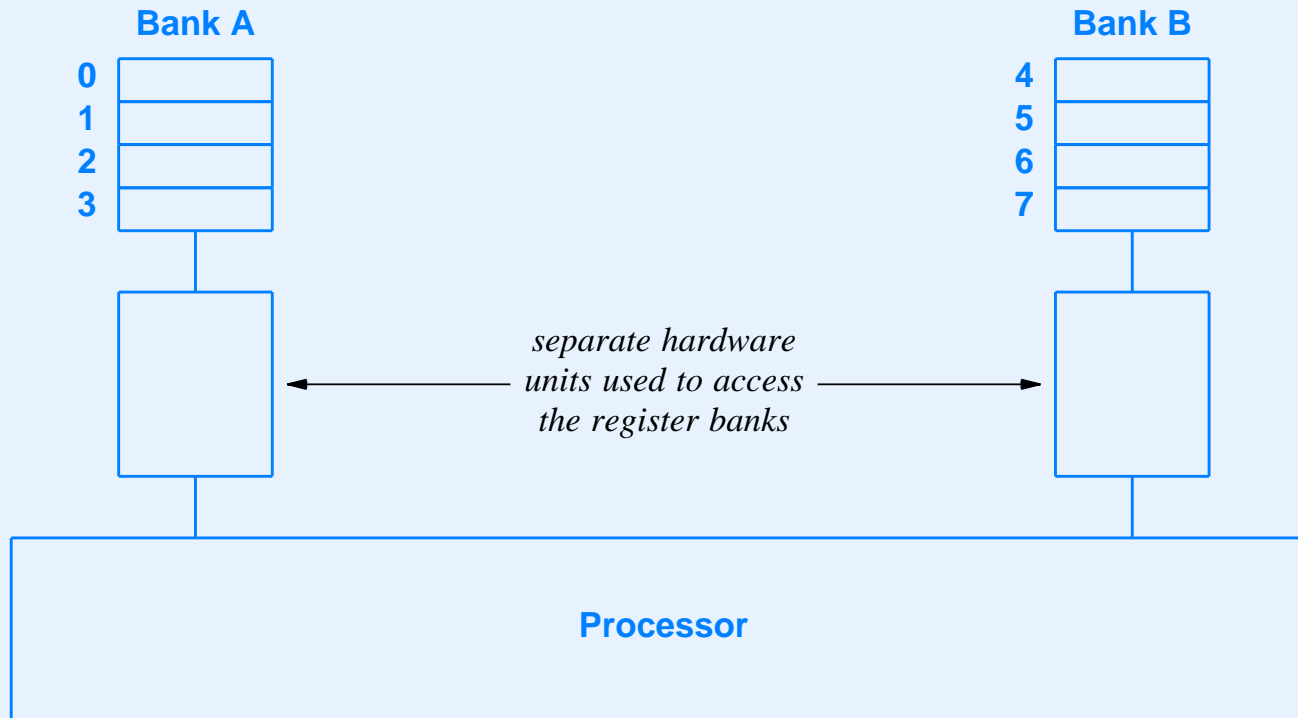 Bank A
Bank B
0
1
2
3
4
5
6
7
separate hardware
units used to access
the register banks
Processor